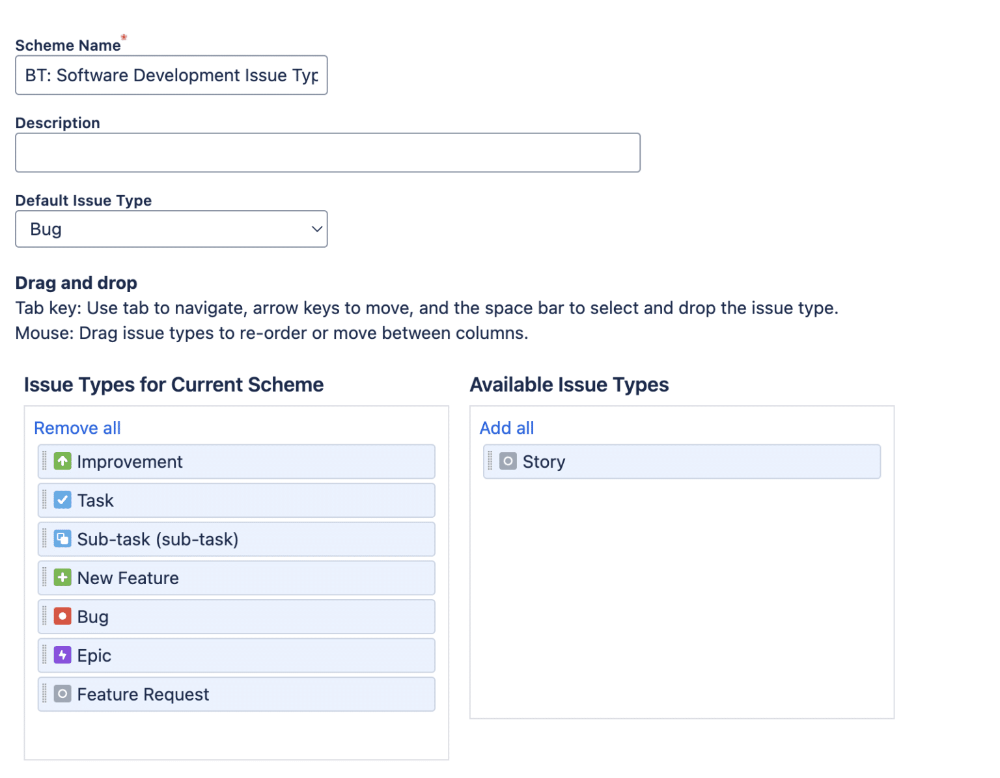 Scheme Name*
BT: Software Development Issue Typ
Description
Default Issue Type
Bug
Drag and drop
Tab key: Use tab to navigate, arrow keys to move, and the space bar to select and drop the issue type.
Mouse: Drag issue types to re-order or move between columns.
Issue Types for Current Scheme
Remove all
Improvement
Task
Sub-task (sub-task)
New Feature
Bug
Epic
Feature Request
Available Issue Types
Add all
Story